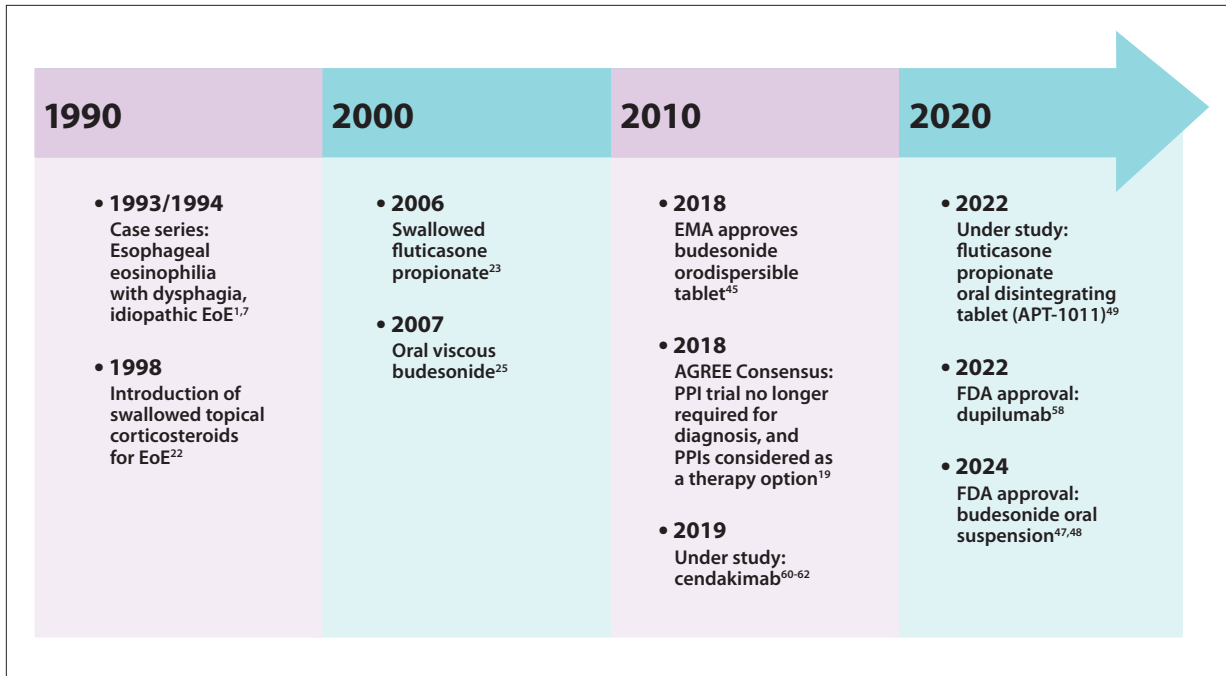 1990
• 1993/1994
Case series:
Esophageal
eosinophilia
with dysphagia,
idiopathic EoE1,7
• 1998
Introduction of
swallowed topical
corticosteroids
for EoE22
2000
• 2006
Swallowed
fluticasone
propionate23
• 2007
Oral viscous
budesonide25
2010
• 2018
EMA approves
budesonide
orodispersible
tablet45
• 2018
AGREE Consensus:
PPI trial no longer
required for
diagnosis, and
PPIs considered as
a therapy option19
• 2019
Under study:
cendakimab60-62
2020
• 2022
Under study:
fluticasone
propionate
oral disintegrating
tablet (APT-1011)49
• 2022
FDA approval:
dupilumab58
• 2024
FDA approval:
budesonide oral
suspension47,48